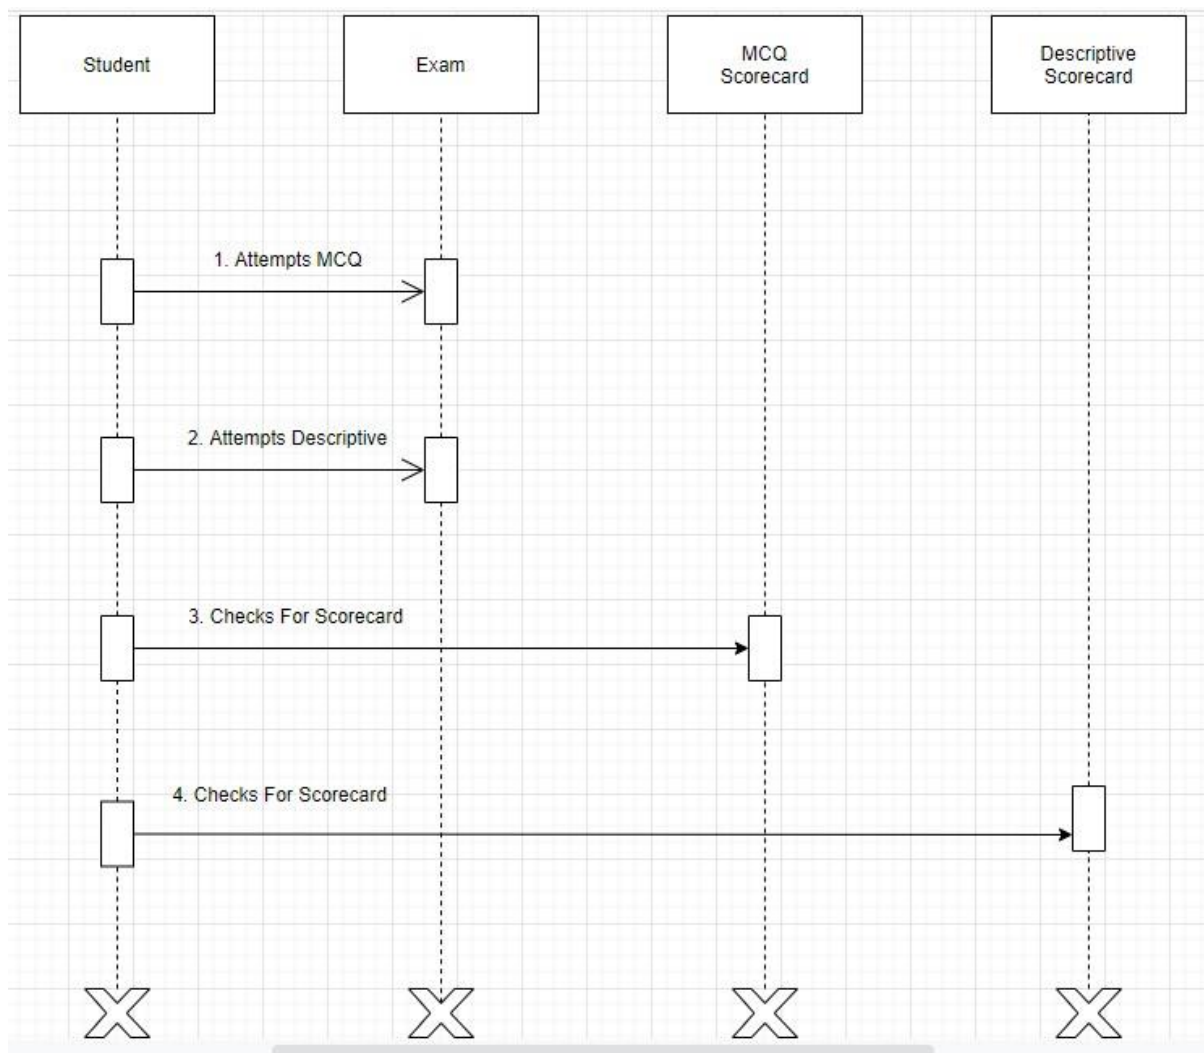 Student
Exam
MCQ
Scorecard
Descriptive
Scorecard
1. Attempts MCQ
2. Attempts Descriptive
3. Checks For Scorecard
4. Checks For Scorecard